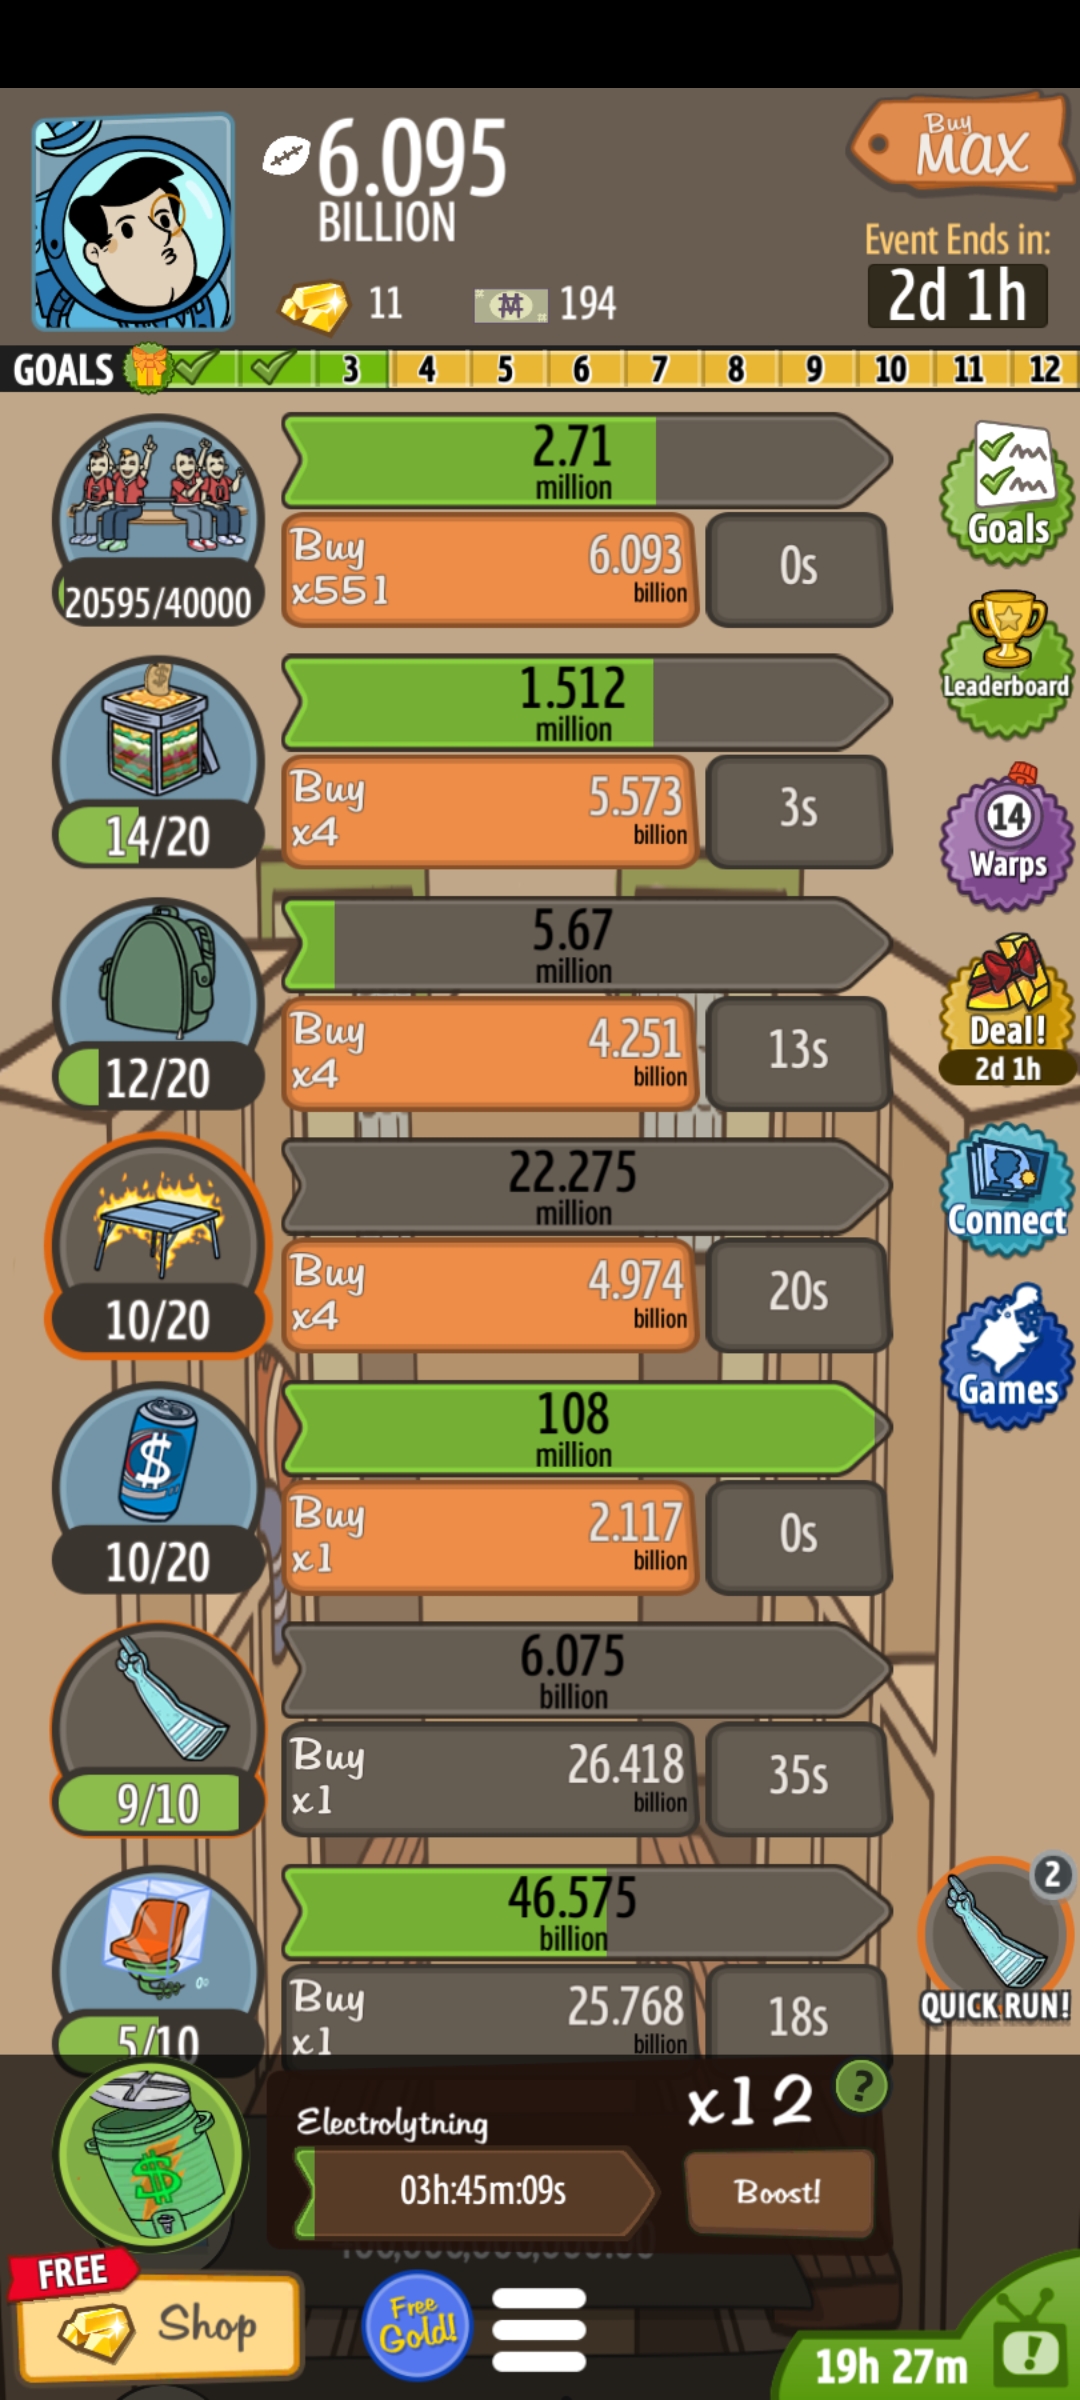 6.095
BILLION
Buy
MAX
Event Ends in:
2d 1h
11
194
GOALS
3 4 5 6 7 8 9 10 11 12
2.71
million
Buy
x551
6.093
billion
0s
20595/40000
Goals
1.512
million
Leaderboard
Buy
x4
5.573
billion
3s
14/20
14
Warps
5.67
million
Buy
x4
4.251
billion
13s
12/20
Deal!
2d 1h
22.275
million
Buy
x4
4.974
billion
20s
10/20
Connect
108
million
Games
Buy
x1
2.117
billion
0s
10/20
6.075
billion
Buy
x1
26.418
billion
35s
9/10
46.575
billion
2
QUICK RUN!
Buy
x1
25.768
billion
18s
5/10
Electrolytning
x12
?
03h:45m:09s
Boost!
FREE
Shop
Free
Gold!
19h 27m